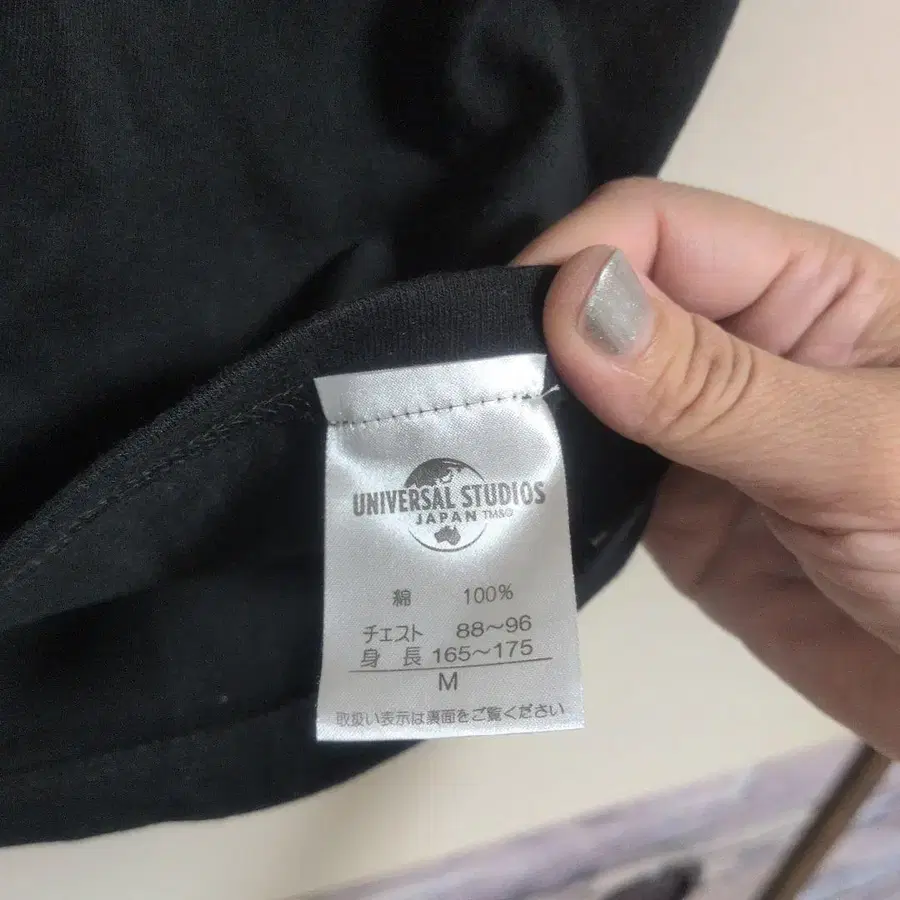 UNIVERSAL STUDIOS
JAPAN TM&©
綿 100%
チェスト 88〜96
身長 165〜175
M
取扱い表示は裏面をご覧ください